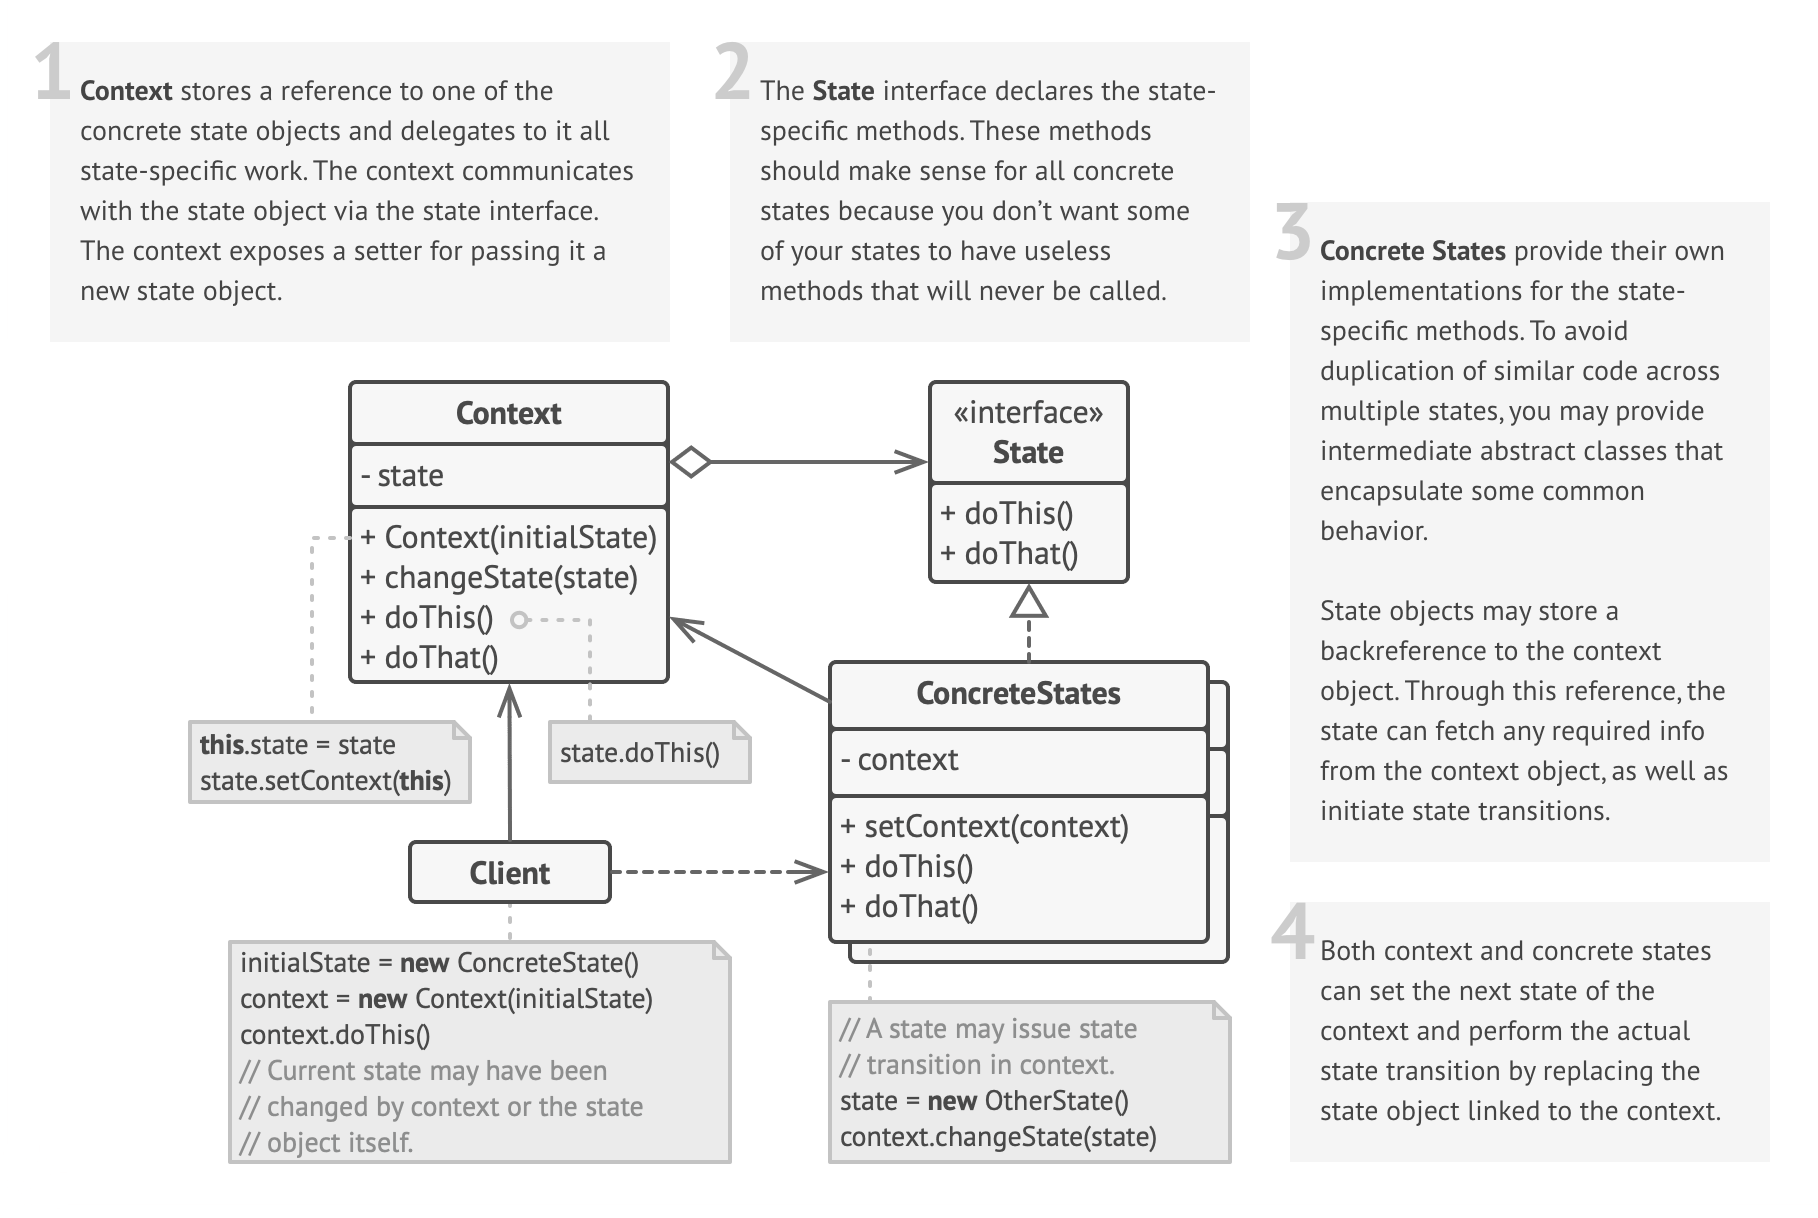 1
Context stores a reference to one of the
concrete state objects and delegates to it all
state-specific work. The context communicates
with the state object via the state interface.
The context exposes a setter for passing it a
new state object.
2
The State interface declares the state-
specific methods. These methods
should make sense for all concrete
states because you don’t want some
of your states to have useless
methods that will never be called.
3
Concrete States provide their own
implementations for the state-
specific methods. To avoid
duplication of similar code across
multiple states, you may provide
intermediate abstract classes that
encapsulate some common
behavior.
State objects may store a
backreference to the context
object. Through this reference, the
state can fetch any required info
from the context object, as well as
initiate state transitions.
4
Both context and concrete states
can set the next state of the
context and perform the actual
state transition by replacing the
state object linked to the context.
Context
- state
+ Context(initialState)
+ changeState(state)
+ doThis()
+ doThat()
«interface»
State
+ doThis()
+ doThat()
this.state = state
state.setContext(this)
state.doThis()
ConcreteStates
- context
+ setContext(context)
+ doThis()
+ doThat()
Client
initialState = new ConcreteState()
context = new Context(initialState)
context.doThis()
// Current state may have been
// changed by context or the state
// object itself.
// A state may issue state
// transition in context.
state = new OtherState()
context.changeState(state)